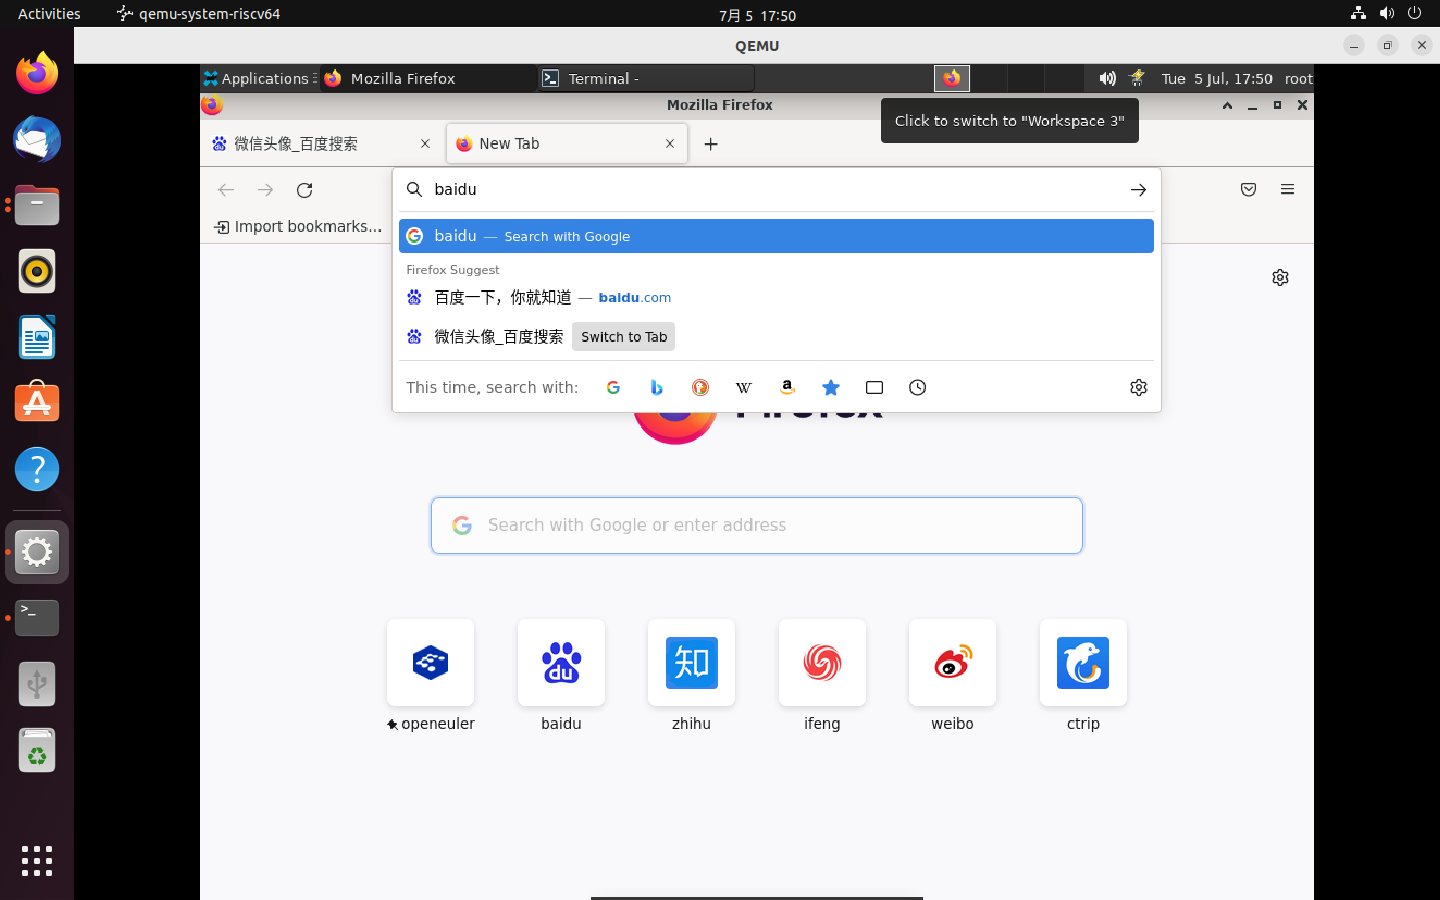 Activities
qemu-system-riscv64
7月 5 17:50
QEMU
Applications
Mozilla Firefox
Terminal -
Tue 5 Jul, 17:50
root
Mozilla Firefox
Click to switch to "Workspace 3"
微信头像_百度搜索
New Tab
baidu
Import bookmarks...
baidu — Search with Google
Firefox Suggest
百度一下，你就知道 — baidu.com
微信头像_百度搜索 Switch to Tab
This time, search with:
Firefox
Search with Google or enter address
知
du
openeuler
baidu
zhihu
ifeng
weibo
ctrip